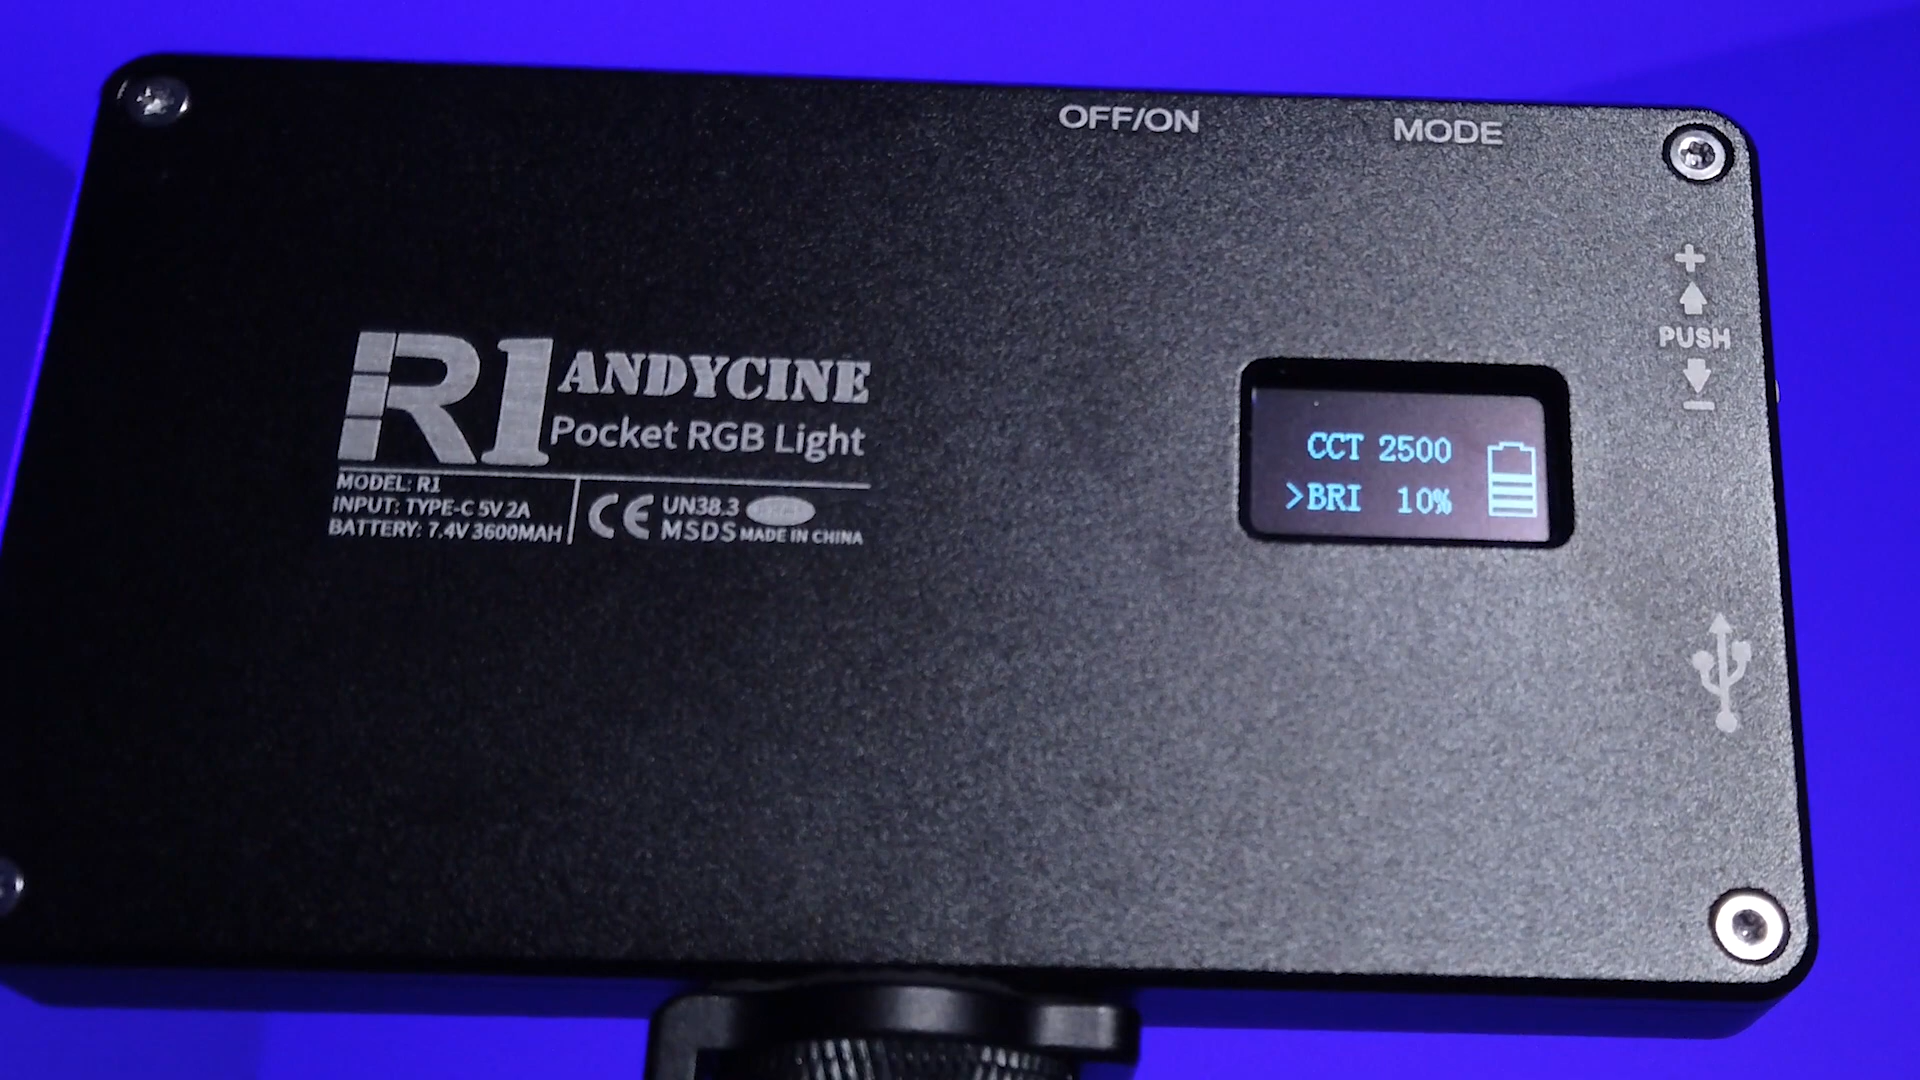 OFF/ON
MODE
+
PUSH
-
R1 ANDYCINE
Pocket RGB Light
MODEL: R1
INPUT: TYPE-C 5V 2A
BATTERY: 7.4V 3600MAH
CE
UN38.3
MSDS MADE IN CHINA
CCT 2500
>BRI 10%